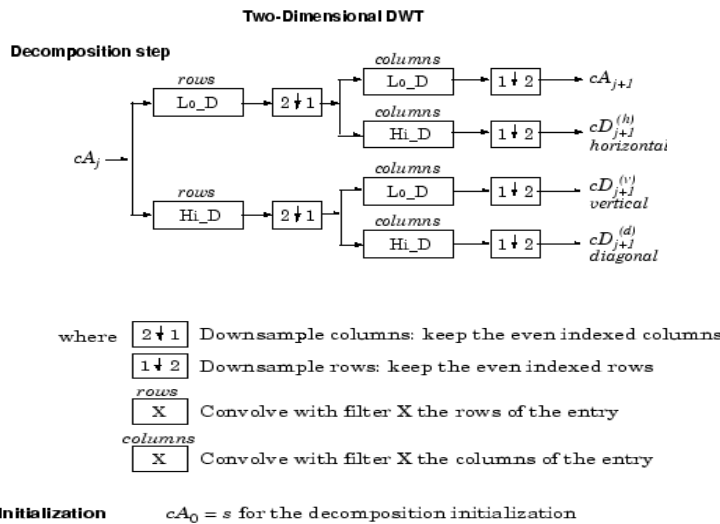 Two-Dimensional DWT
Decomposition step
rows
Lo_D
2↓1
columns
Lo_D
1↓2
cA_{j+1}
columns
Hi_D
1↓2
cD_{j+1}^{(h)}
horizontal
cA_j
rows
Hi_D
2↓1
columns
Lo_D
1↓2
cD_{j+1}^{(v)}
vertical
columns
Hi_D
1↓2
cD_{j+1}^{(d)}
diagonal
where 2↓1 Downsample columns: keep the even indexed columns
1↓2 Downsample rows: keep the even indexed rows
rows
X Convolve with filter X the rows of the entry
columns
X Convolve with filter X the columns of the entry
Initialization cA_0 = s for the decomposition initialization